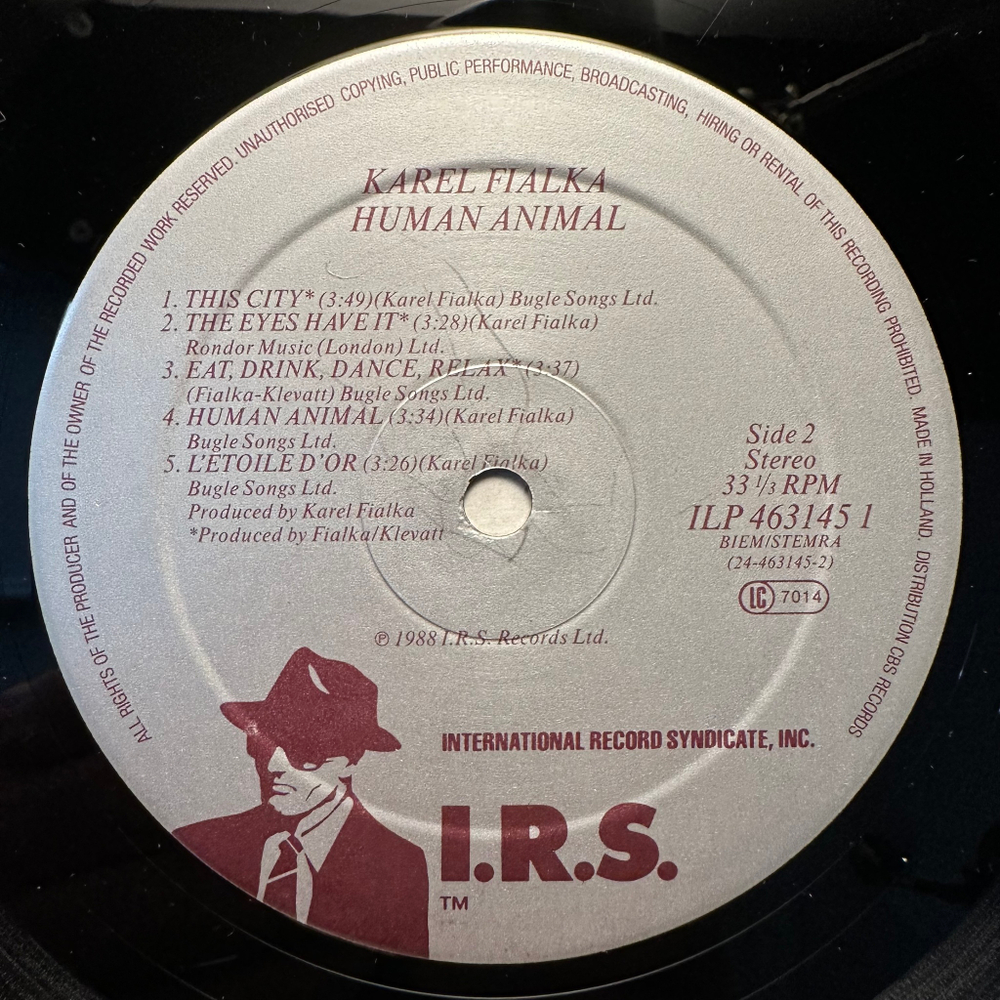 ALL RIGHTS OF THE PRODUCER AND OF THE OWNER OF THE RECORDED WORK RESERVED. UNAUTHORISED COPYING, PUBLIC PERFORMANCE, BROADCASTING, HIRING OR RENTAL OF THIS RECORDING PROHIBITED. MADE IN HOLLAND. DISTRIBUTION CBS RECORDS
KAREL FIALKA
HUMAN ANIMAL
1. THIS CITY* (3:49)(Karel Fialka) Bugle Songs Ltd.
2. THE EYES HAVE IT* (3:28)(Karel Fialka)
Rondor Music (London) Ltd.
3. EAT, DRINK, DANCE, RELAX* (3:37)
(Fialka-Klevatt) Bugle Songs Ltd.
4. HUMAN ANIMAL (3:34)(Karel Fialka)
Bugle Songs Ltd.
5. L'ETOILE D'OR (3:26)(Karel Fialka)
Bugle Songs Ltd.
Produced by Karel Fialka
*Produced by Fialka/Klevatt
Side 2
Stereo
33 1/3 RPM
ILP 463145 1
BIEM/STEMRA
(24-463145-2)
LC 7014
℗ 1988 I.R.S. Records Ltd.
INTERNATIONAL RECORD SYNDICATE, INC.
I.R.S.
TM